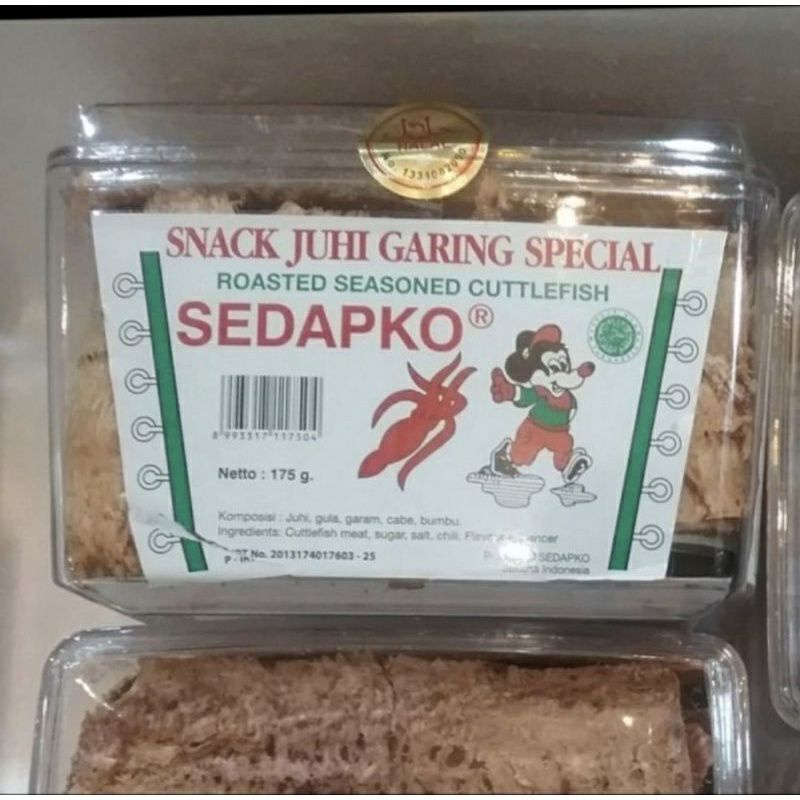 HALAL
SNACK JUHI GARING SPECIAL
ROASTED SEASONED CUTTLEFISH
SEDAPKO®
8 993517 117504
Netto : 175 g.
Komposisi : Juhi, gula, garam, cabe, bumbu.
Ingredients: Cuttlefish meat, sugar, salt, chili,
No. 2013174017603 - 25
SEDAPKO
Jakarta Indonesia